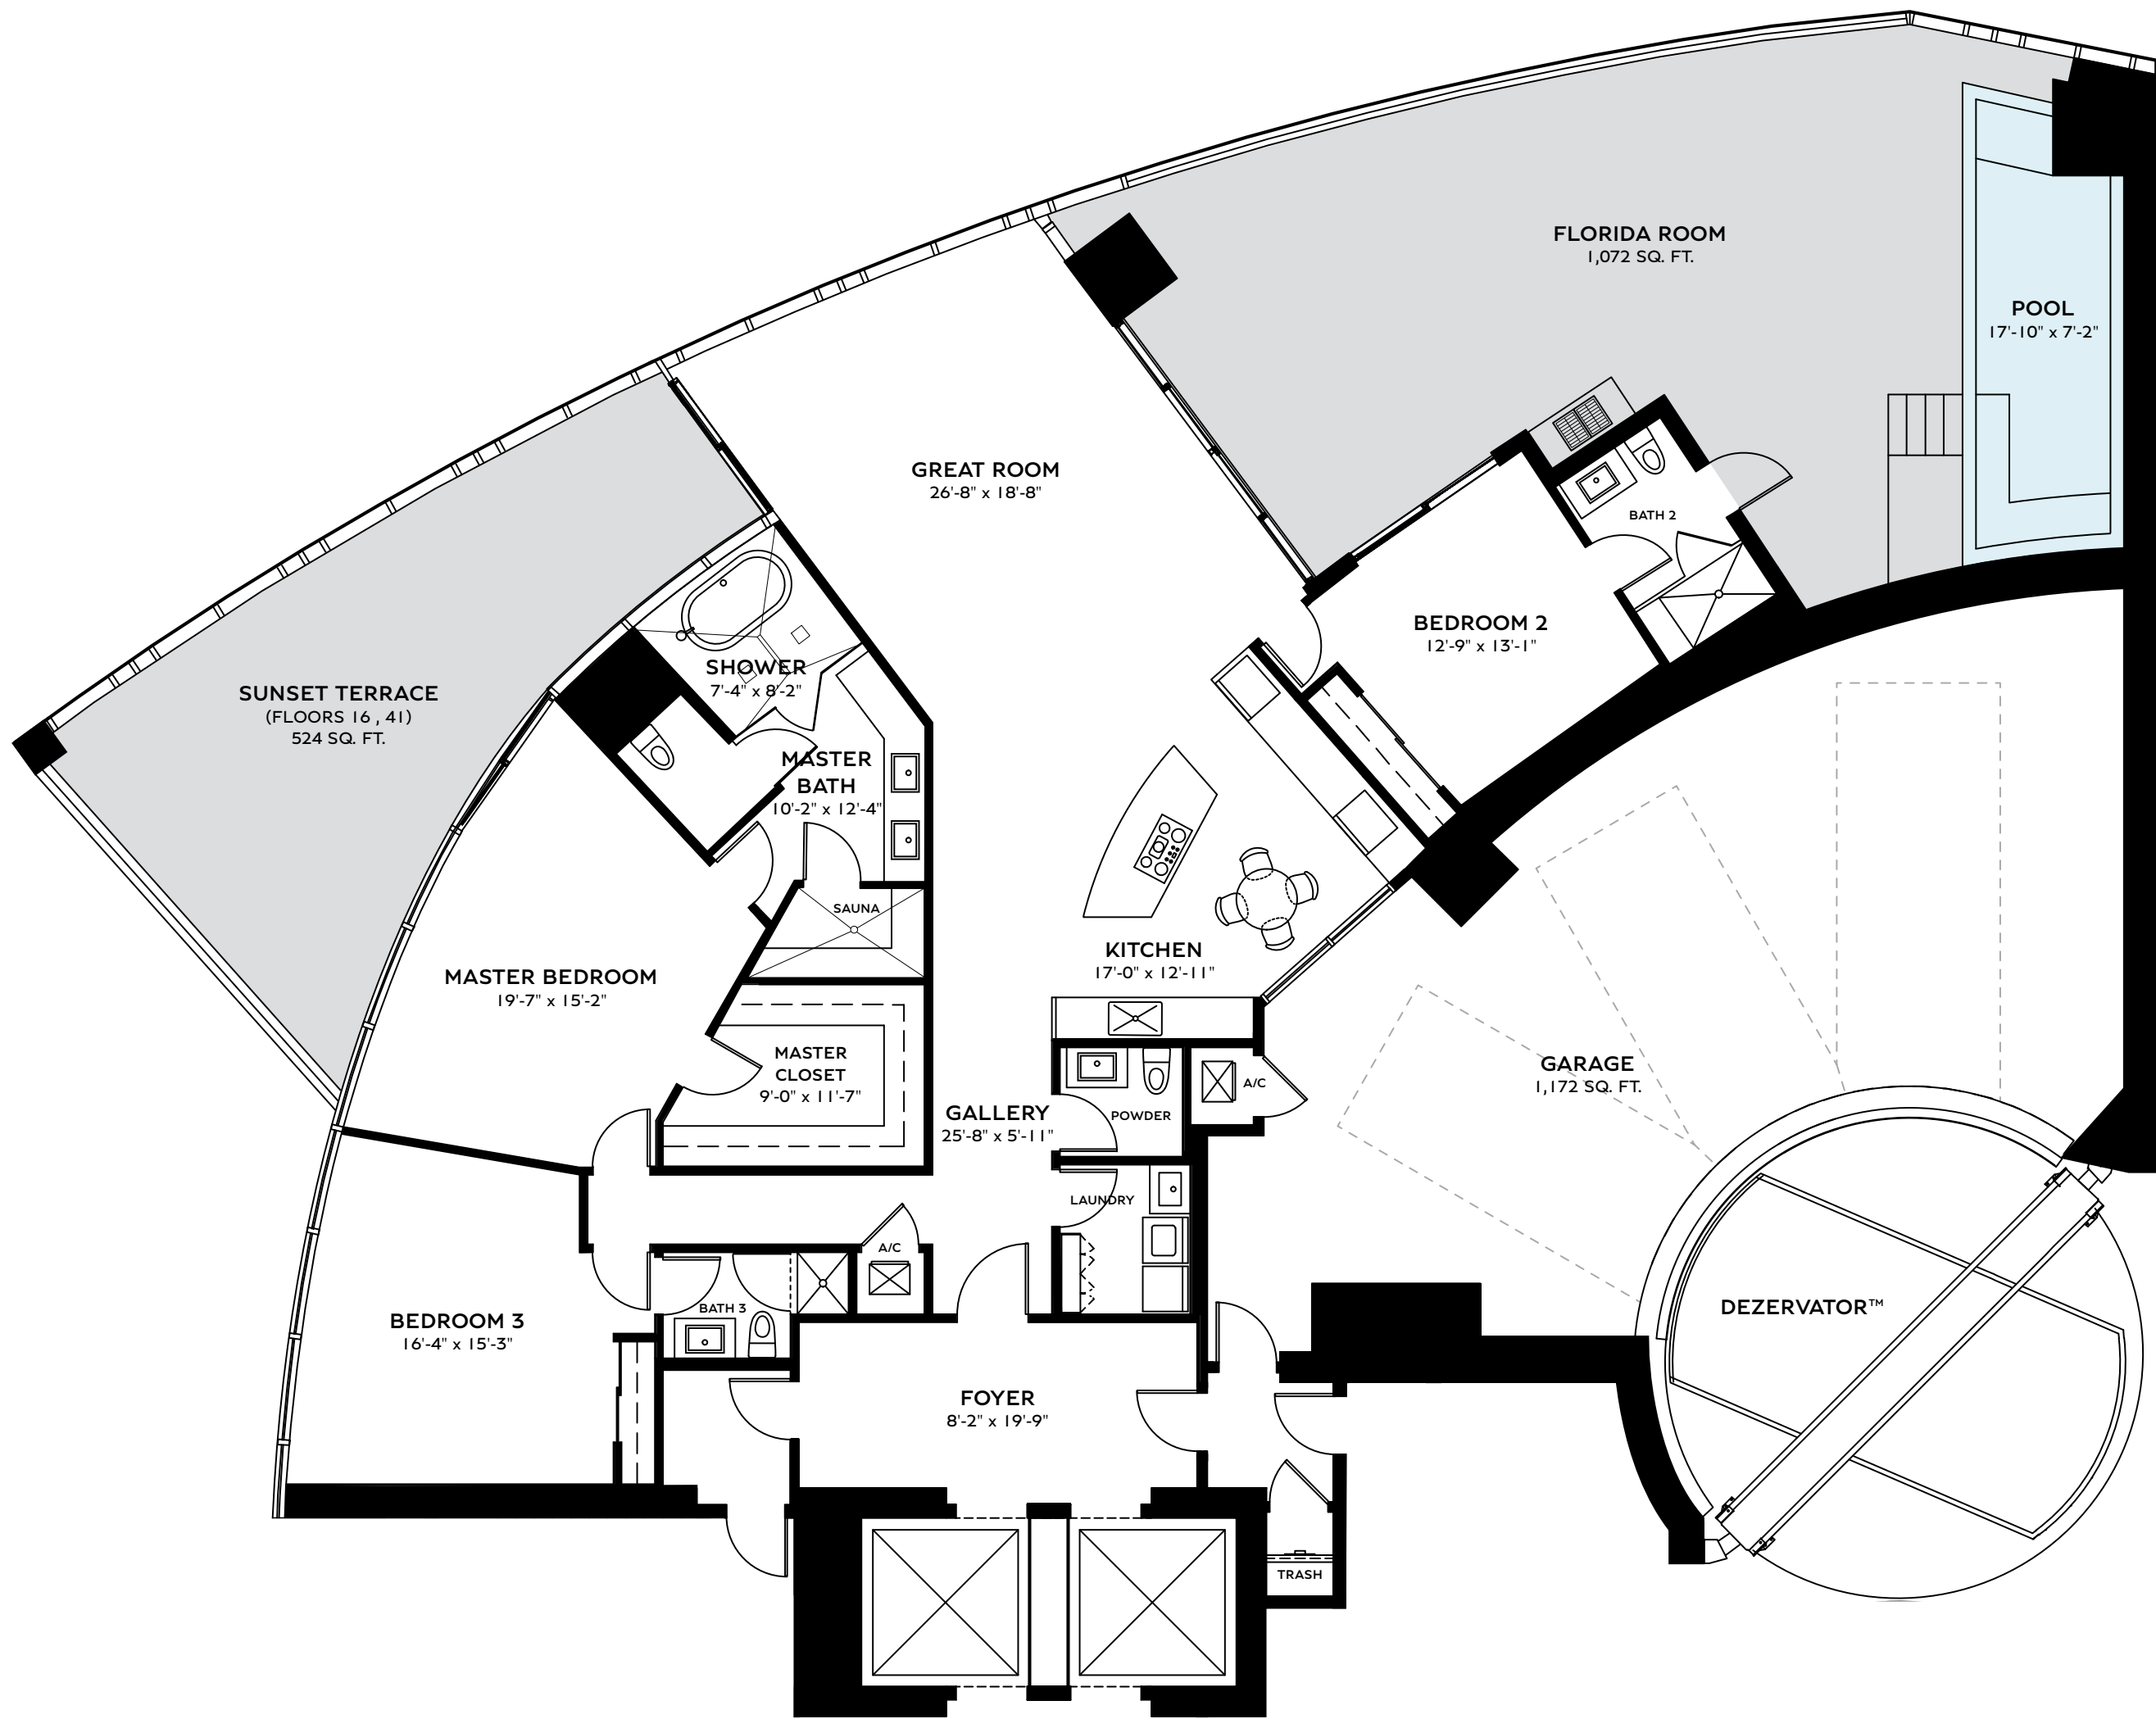 FLORIDA ROOM
1,072 SQ. FT.
POOL
17'-10" x 7'-2"
GREAT ROOM
26'-8" x 18'-8"
BATH 2
BEDROOM 2
12'-9" x 13'-1"
SHOWER
7'-4" x 8'-2"
SUNSET TERRACE
(FLOORS 16 , 41)
524 SQ. FT.
MASTER
BATH
10'-2" x 12'-4"
SAUNA
KITCHEN
17'-0" x 12'-11"
MASTER BEDROOM
19'-7" x 15'-2"
MASTER
CLOSET
9'-0" x 11'-7"
A/C
GARAGE
1,172 SQ. FT.
GALLERY
25'-8" x 5'-11"
POWDER
LAUNDRY
A/C
BATH 3
BEDROOM 3
16'-4" x 15'-3"
DEZERVATOR™
FOYER
8'-2" x 19'-9"
TRASH